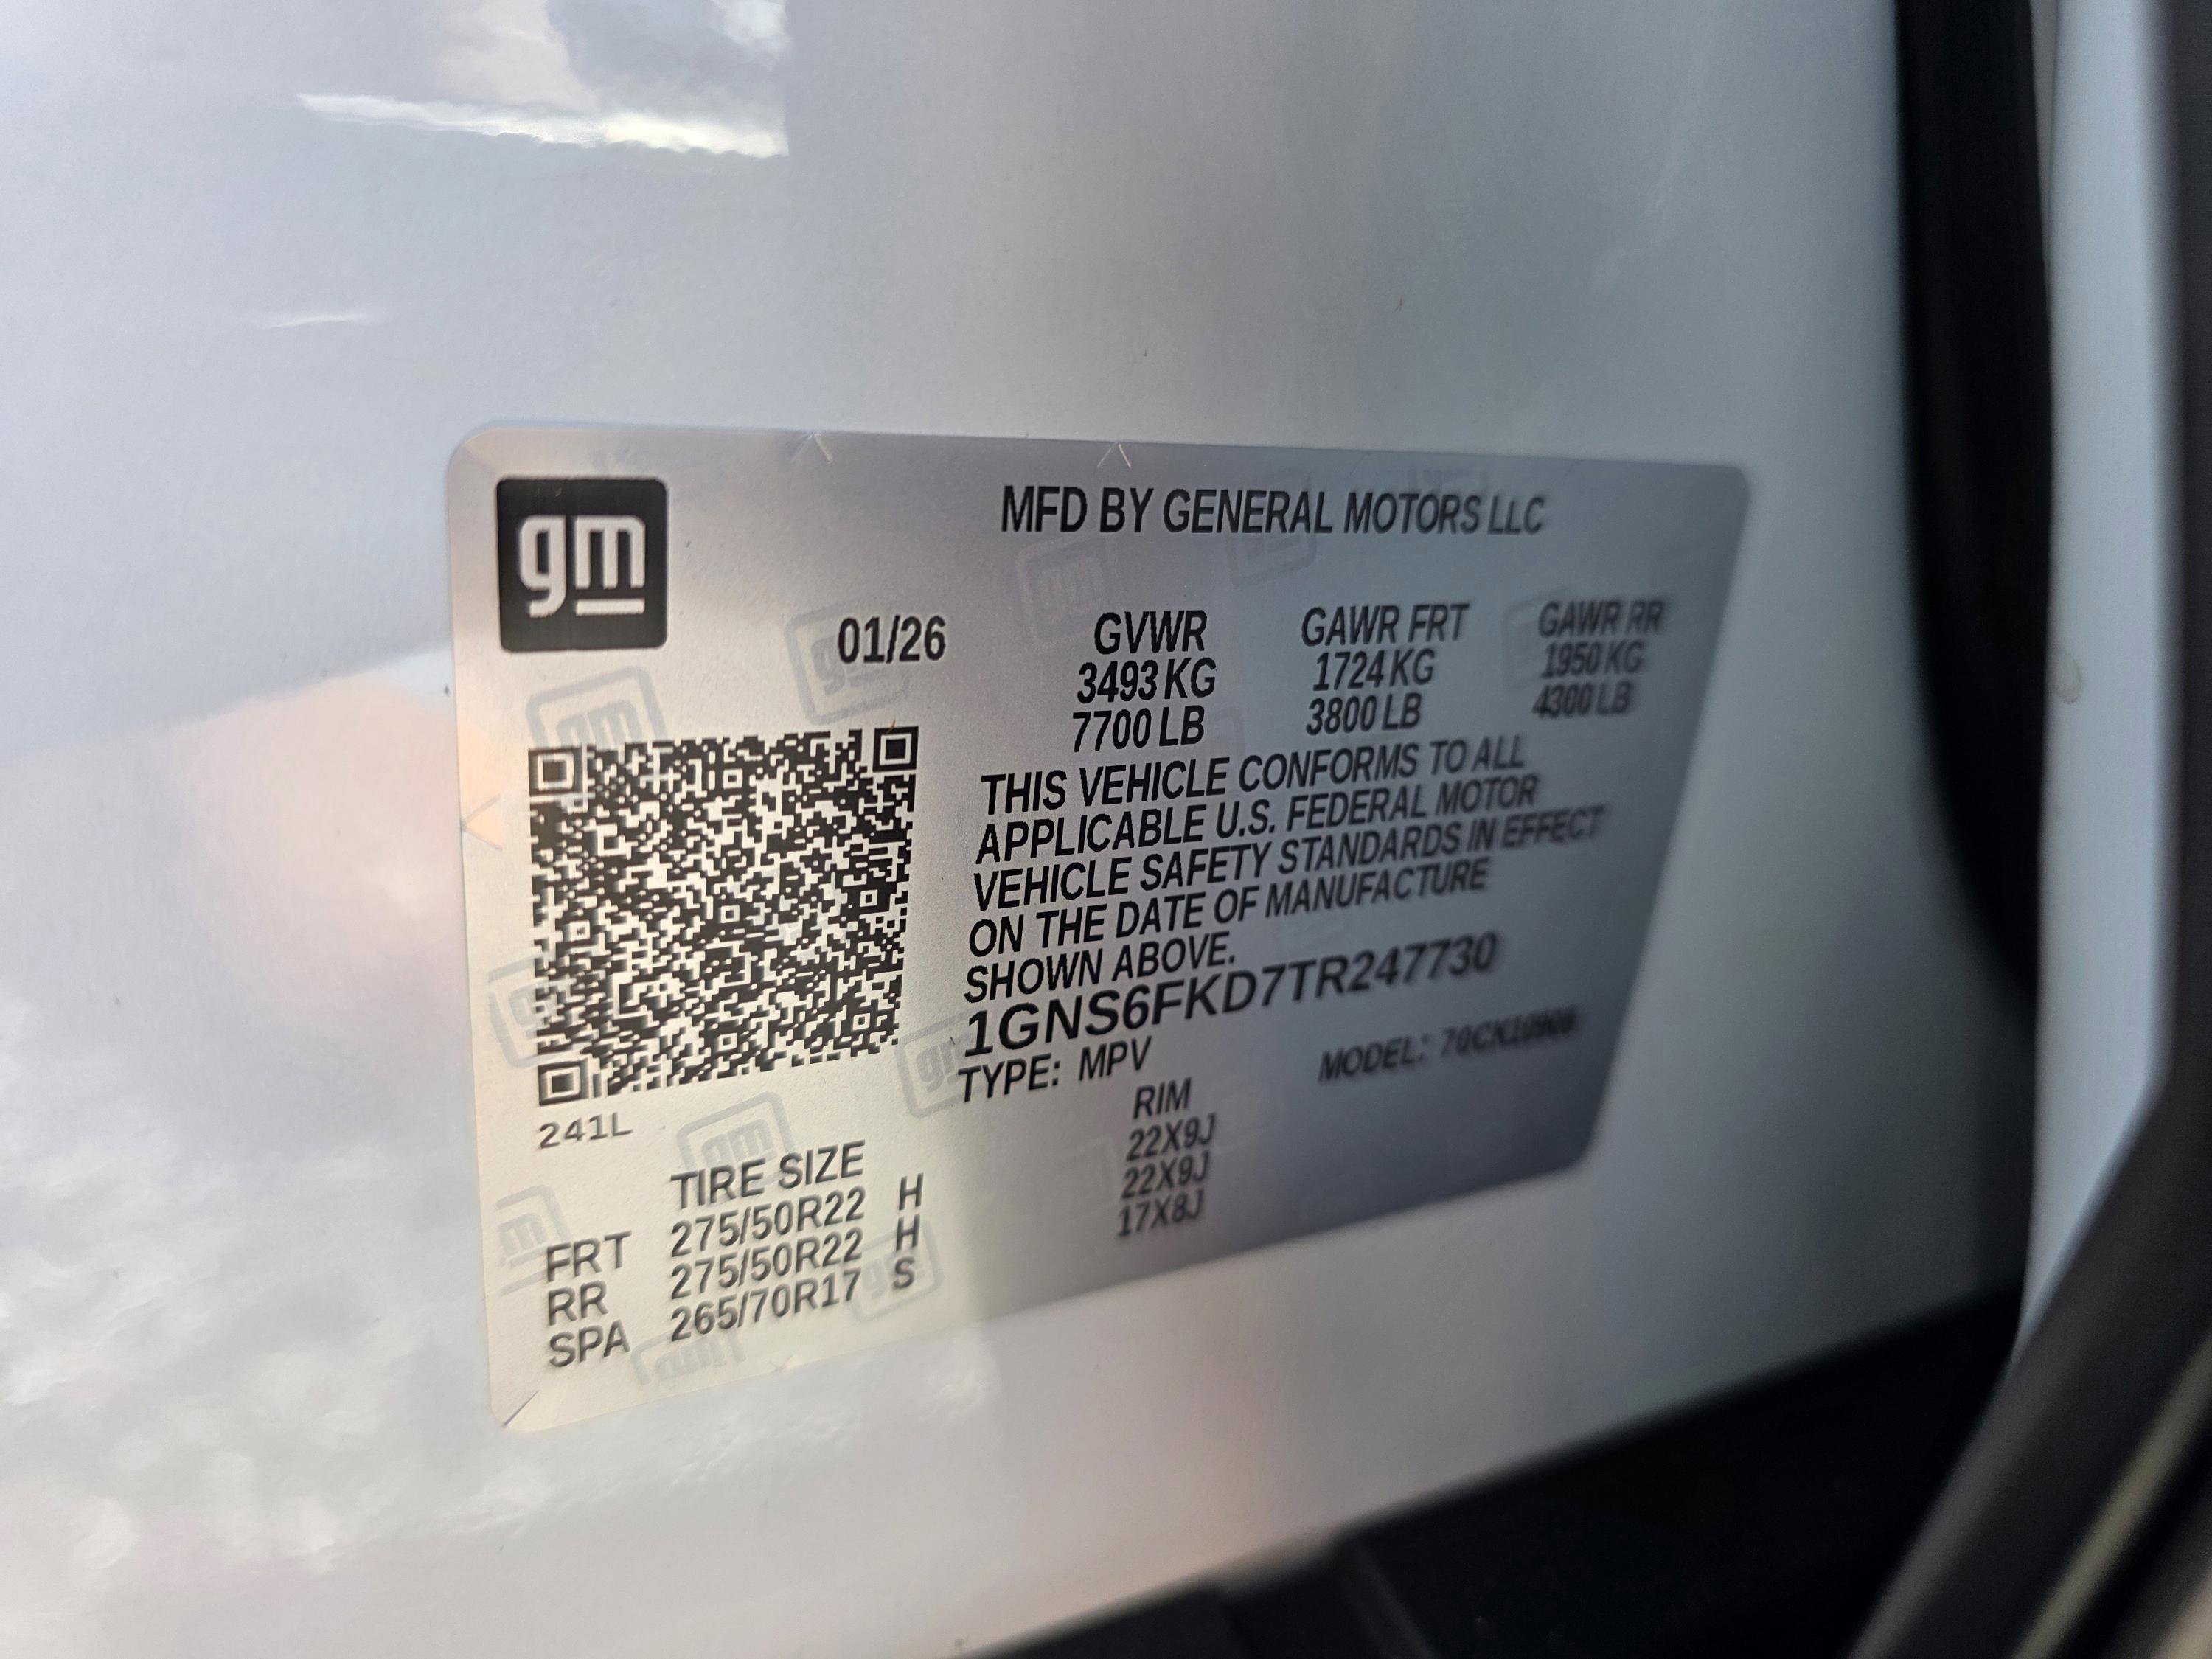 gm
MFD BY GENERAL MOTORS LLC
01/26
GVWR GAWR FRT GAWR RR
3493 KG 1724 KG 1950 KG
7700 LB 3800 LB 4300 LB
THIS VEHICLE CONFORMS TO ALL
APPLICABLE U.S. FEDERAL MOTOR
VEHICLE SAFETY STANDARDS IN EFFECT
ON THE DATE OF MANUFACTURE
SHOWN ABOVE.
1GNS6FKD7TR247730
TYPE: MPV MODEL:
241L
TIRE SIZE RIM
FRT 275/50R22 H 22X9J
RR 275/50R22 H 22X9J
SPA 265/70R17 S 17X8J